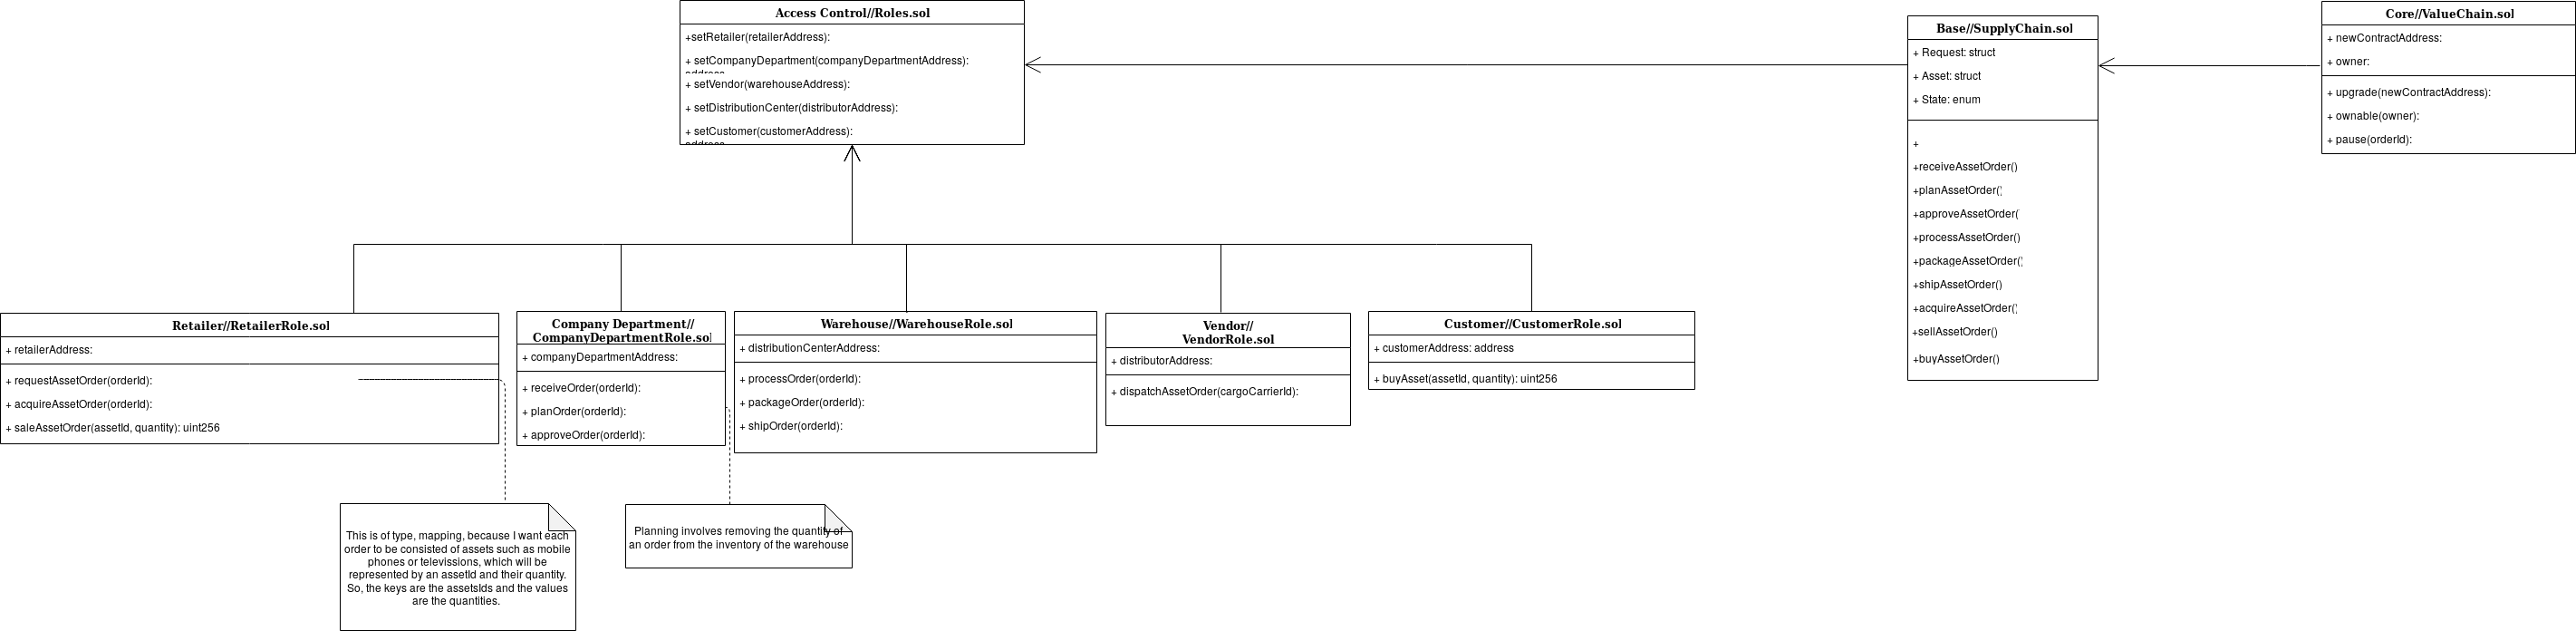 Access Control//Roles.sol
+setRetailer(retailerAddress):
+ setCompanyDepartment(companyDepartmentAddress):
address
+ setVendor(warehouseAddress):
+ setDistributionCenter(distributorAddress):
+ setCustomer(customerAddress):
address
Base//SupplyChain.sol
+ Request: struct
+ Asset: struct
+ State: enum
+
+receiveAssetOrder()
+planAssetOrder()
+approveAssetOrder(
+processAssetOrder()
+packageAssetOrder()
+shipAssetOrder()
+acquireAssetOrder()
+sellAssetOrder()
+buyAssetOrder()
Core//ValueChain.sol
+ newContractAddress:
+ owner:
+ upgrade(newContractAddress):
+ ownable(owner):
+ pause(orderId):
Retailer//RetailerRole.sol
+ retailerAddress:
+ requestAssetOrder(orderId):
+ acquireAssetOrder(orderId):
+ saleAssetOrder(assetId, quantity): uint256
Company Department//
CompanyDepartmentRole.sol
+ companyDepartmentAddress:
+ receiveOrder(orderId):
+ planOrder(orderId):
+ approveOrder(orderId):
Warehouse//WarehouseRole.sol
+ distributionCenterAddress:
+ processOrder(orderId):
+ packageOrder(orderId):
+ shipOrder(orderId):
Vendor//
VendorRole.sol
+ distributorAddress:
+ dispatchAssetOrder(cargoCarrierId):
Customer//CustomerRole.sol
+ customerAddress: address
+ buyAsset(assetId, quantity): uint256
This is of type, mapping, because I want each
order to be consisted of assets such as mobile
phones or televissions, which will be
represented by an assetId and their quantity.
So, the keys are the assetsIds and the values
are the quantities.
Planning involves removing the quantity of
an order from the inventory of the warehouse